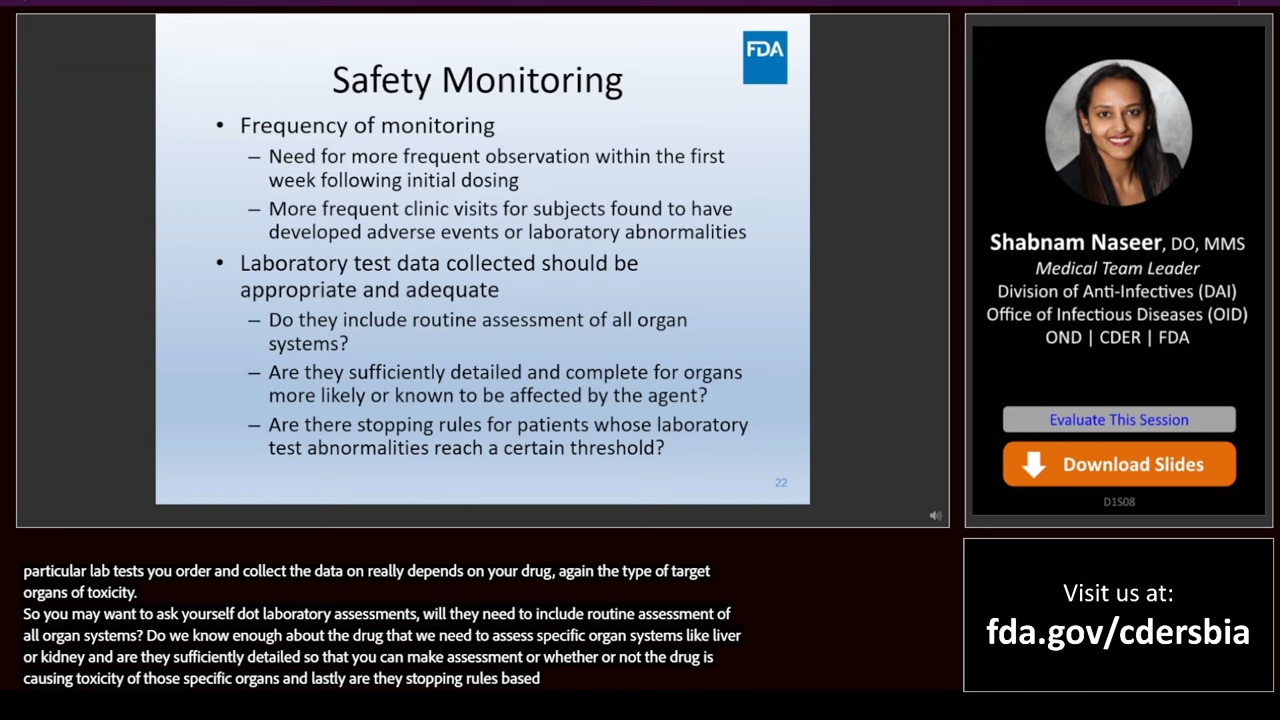 FDA
Safety Monitoring
• Frequency of monitoring
– Need for more frequent observation within the first
week following initial dosing
– More frequent clinic visits for subjects found to have
developed adverse events or laboratory abnormalities
• Laboratory test data collected should be
appropriate and adequate
– Do they include routine assessment of all organ
systems?
– Are they sufficiently detailed and complete for organs
more likely or known to be affected by the agent?
– Are there stopping rules for patients whose laboratory
test abnormalities reach a certain threshold?
22
Shabnam Naseer, DO, MMS
Medical Team Leader
Division of Anti-Infectives (DAI)
Office of Infectious Diseases (OID)
OND | CDER | FDA
Evaluate This Session
Download Slides
D1S08
particular lab tests you order and collect the data on really depends on your drug, again the type of target
organs of toxicity.
So you may want to ask yourself dot laboratory assessments, will they need to include routine assessment of
all organ systems? Do we know enough about the drug that we need to assess specific organ systems like liver
or kidney and are they sufficiently detailed so that you can make assessment or whether or not the drug is
causing toxicity of those specific organs and lastly are they stopping rules based
Visit us at:
fda.gov/cdersbia